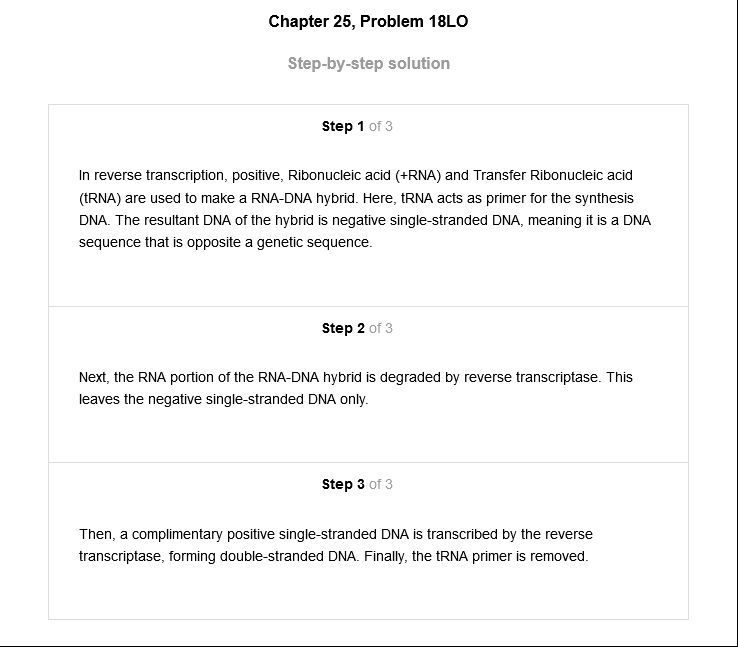 Chapter 25, Problem 18LO
Step-by-step solution
Step 1 of 3
In reverse transcription, positive, Ribonucleic acid (+RNA) and Transfer Ribonucleic acid
(tRNA) are used to make a RNA-DNA hybrid. Here, tRNA acts as primer for the synthesis
DNA. The resultant DNA of the hybrid is negative single-stranded DNA, meaning it is a DNA
sequence that is opposite a genetic sequence.
Step 2 of 3
Next, the RNA portion of the RNA-DNA hybrid is degraded by reverse transcriptase. This
leaves the negative single-stranded DNA only.
Step 3 of 3
Then, a complimentary positive single-stranded DNA is transcribed by the reverse
transcriptase, forming double-stranded DNA. Finally, the tRNA primer is removed.